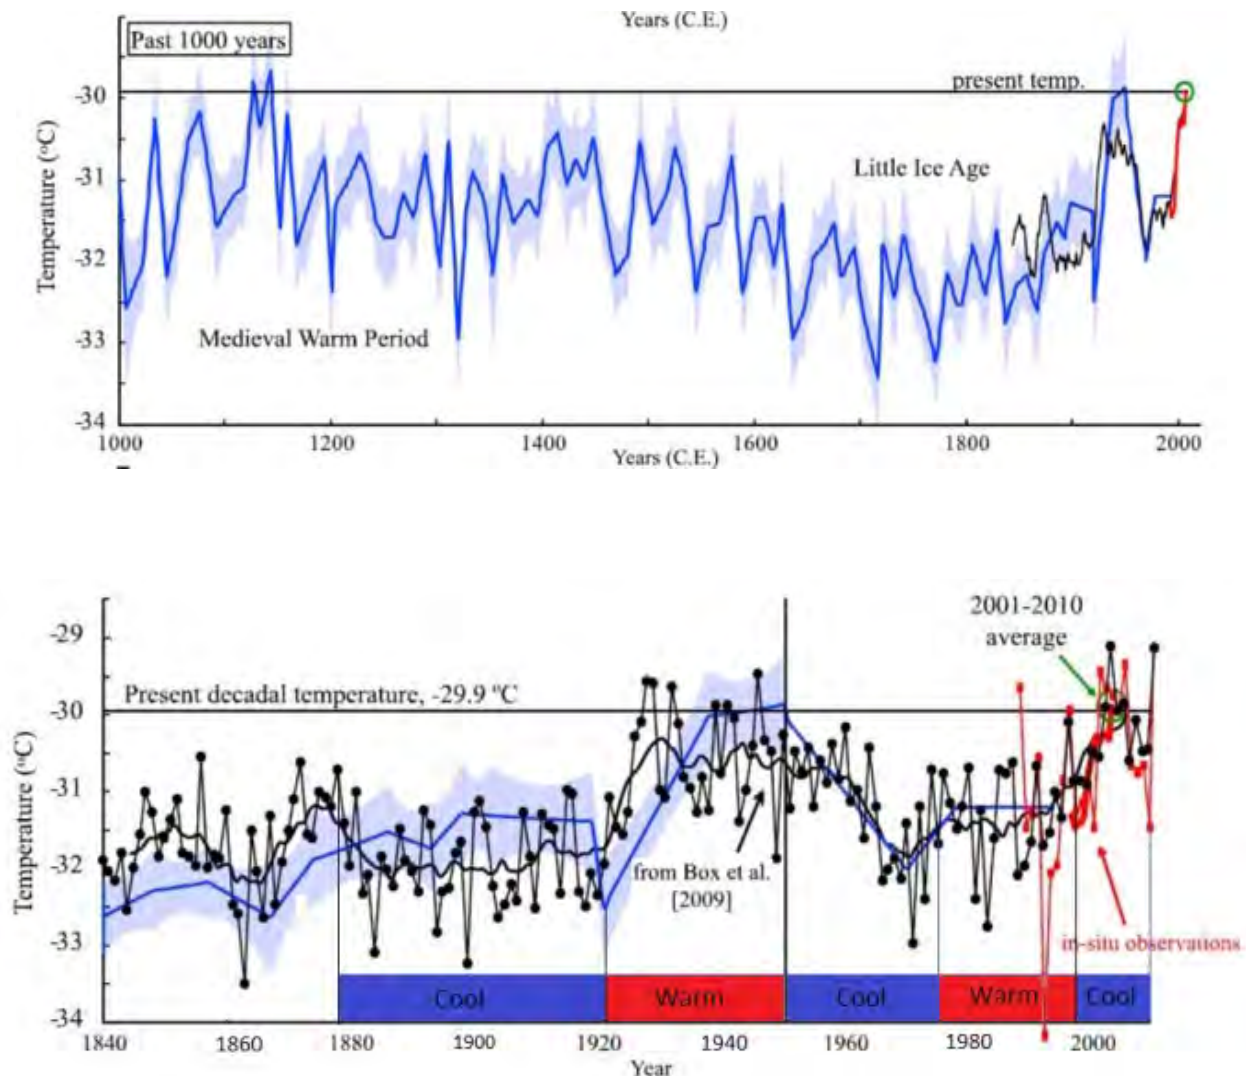 Years (C.E.)
Past 1000 years
present temp.
Little Ice Age
Medieval Warm Period
Temperature (°C)
-30
-31
-32
-33
-34
1000 1200 1400 1600 1800 2000
Years (C.E.)
2001-2010
average
Present decadal temperature, -29.9 °C
from Box et al.
[2009]
in-situ observations
Temperature (°C)
-29
-30
-31
-32
-33
-34
Cool Warm Cool Warm Cool
1840 1860 1880 1900 1920 1940 1960 1980 2000
Year